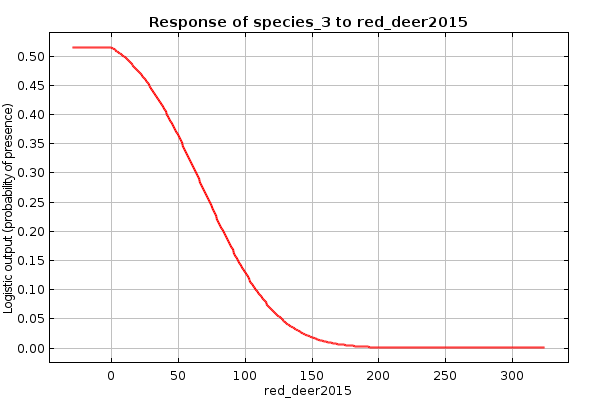 Response of species_3 to red_deer2015
Logistic output (probability of presence)
0.50
0.45
0.40
0.35
0.30
0.25
0.20
0.15
0.10
0.05
0.00
0 50 100 150 200 250 300
red_deer2015